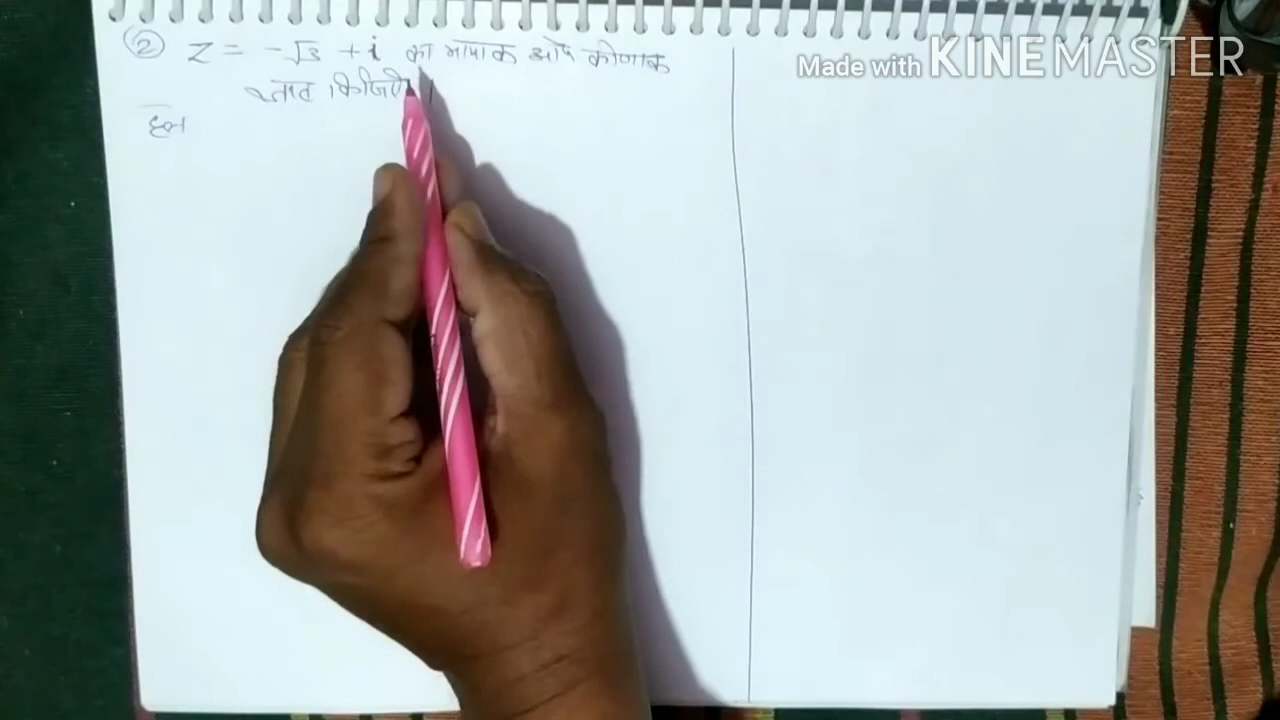 ② Z = -√3 + i का मापांक और कोणांक
ज्ञात कीजिए।
हल
Made with KINEMASTER